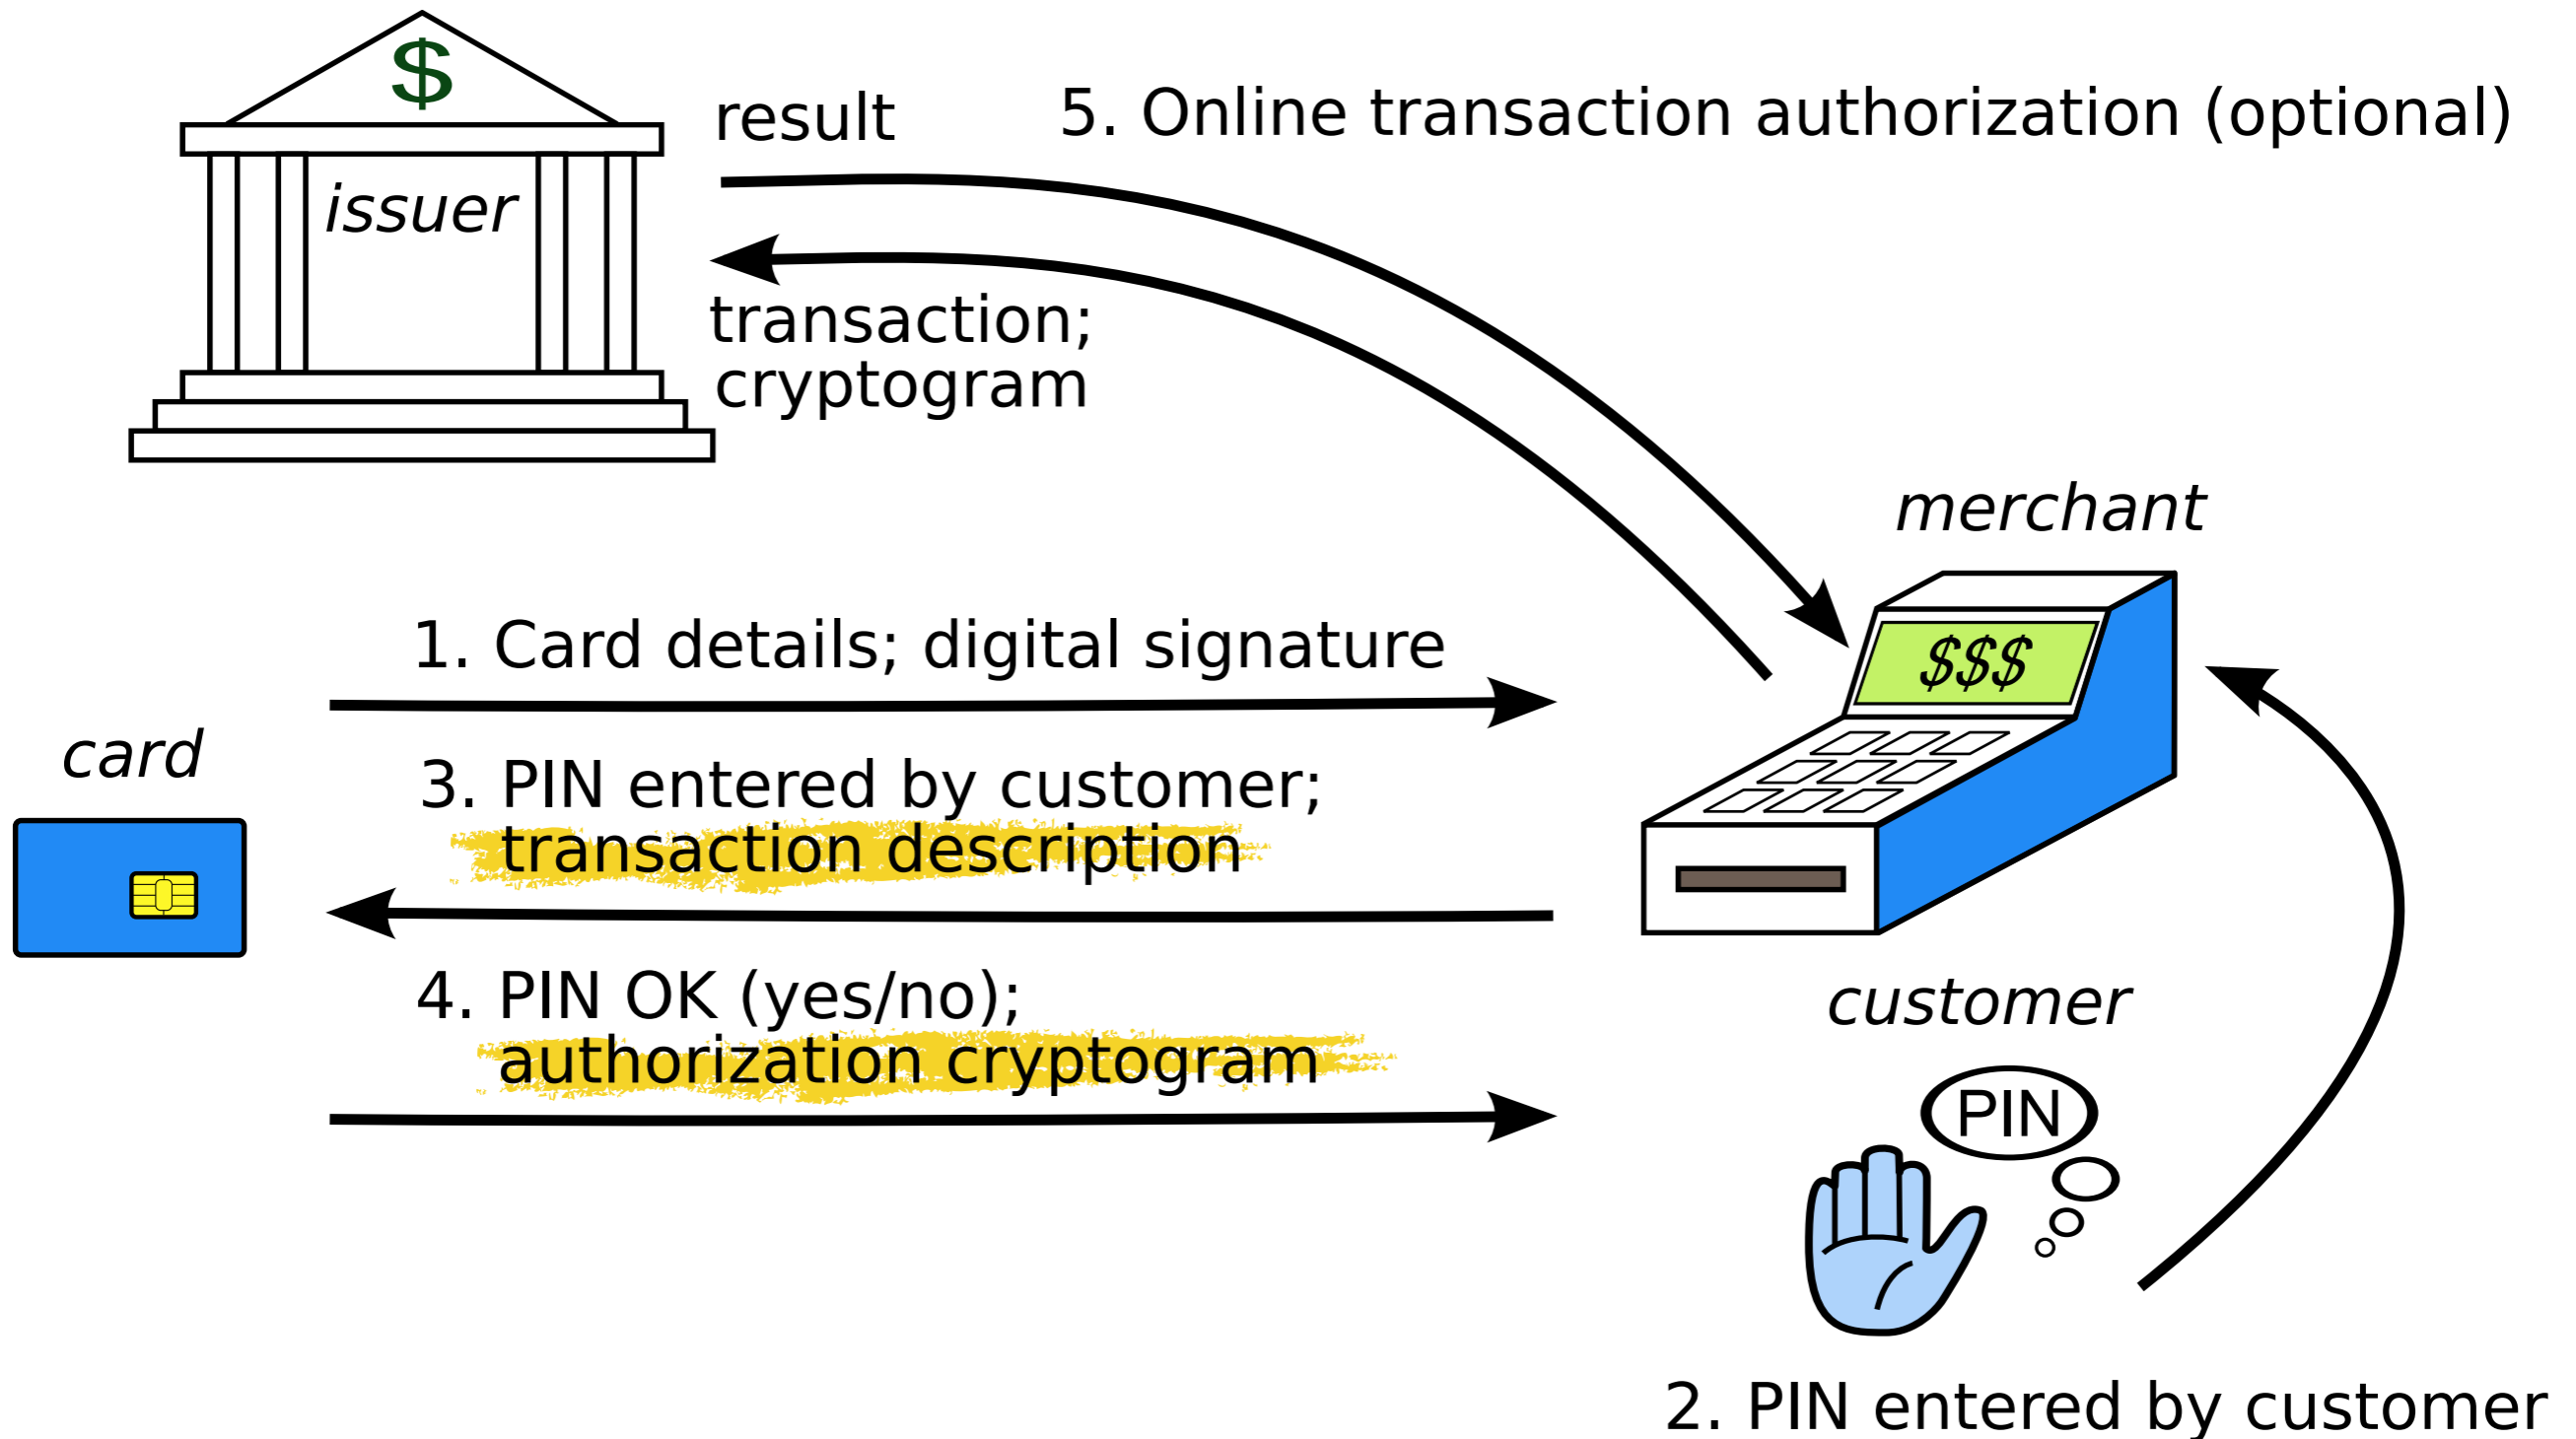 $
result
5. Online transaction authorization (optional)
issuer
transaction;
cryptogram
merchant
$$$
1. Card details; digital signature
card
3. PIN entered by customer;
transaction description
4. PIN OK (yes/no);
authorization cryptogram
customer
PIN
2. PIN entered by customer